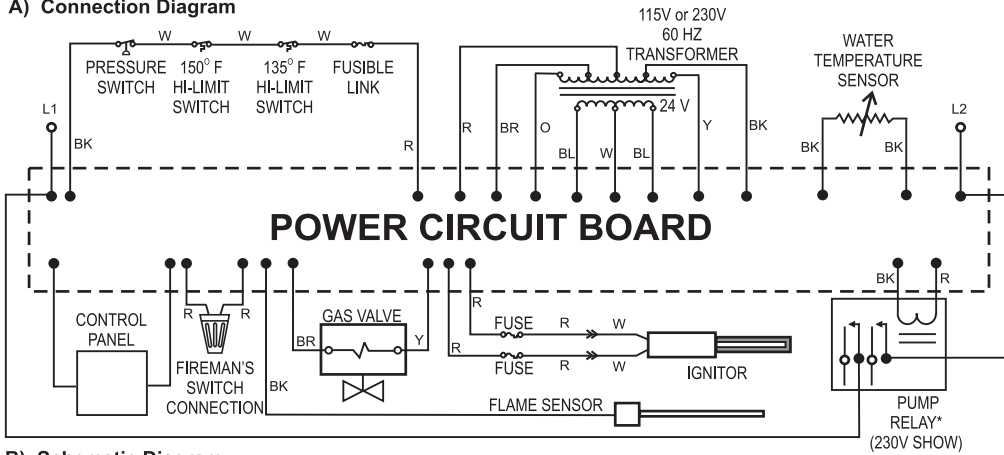 A) Connection Diagram
115V or 230V
60 HZ
TRANSFORMER
WATER
TEMPERATURE
SENSOR
W
W
W
PRESSURE
SWITCH
150° F
HI-LIMIT
SWITCH
135° F
HI-LIMIT
SWITCH
FUSIBLE
LINK
24 V
L1
L2
BK
R
R
BR
O
BL
W
BL
Y
BK
BK
BK
POWER CIRCUIT BOARD
CONTROL
PANEL
R
R
FIREMAN'S
SWITCH
CONNECTION
BK
BR
GAS VALVE
Y
R
R
FUSE
R
W
FUSE
R
W
IGNITOR
FLAME SENSOR
BK
R
PUMP
RELAY*
(230V SHOW)
B) Schematic Diagram